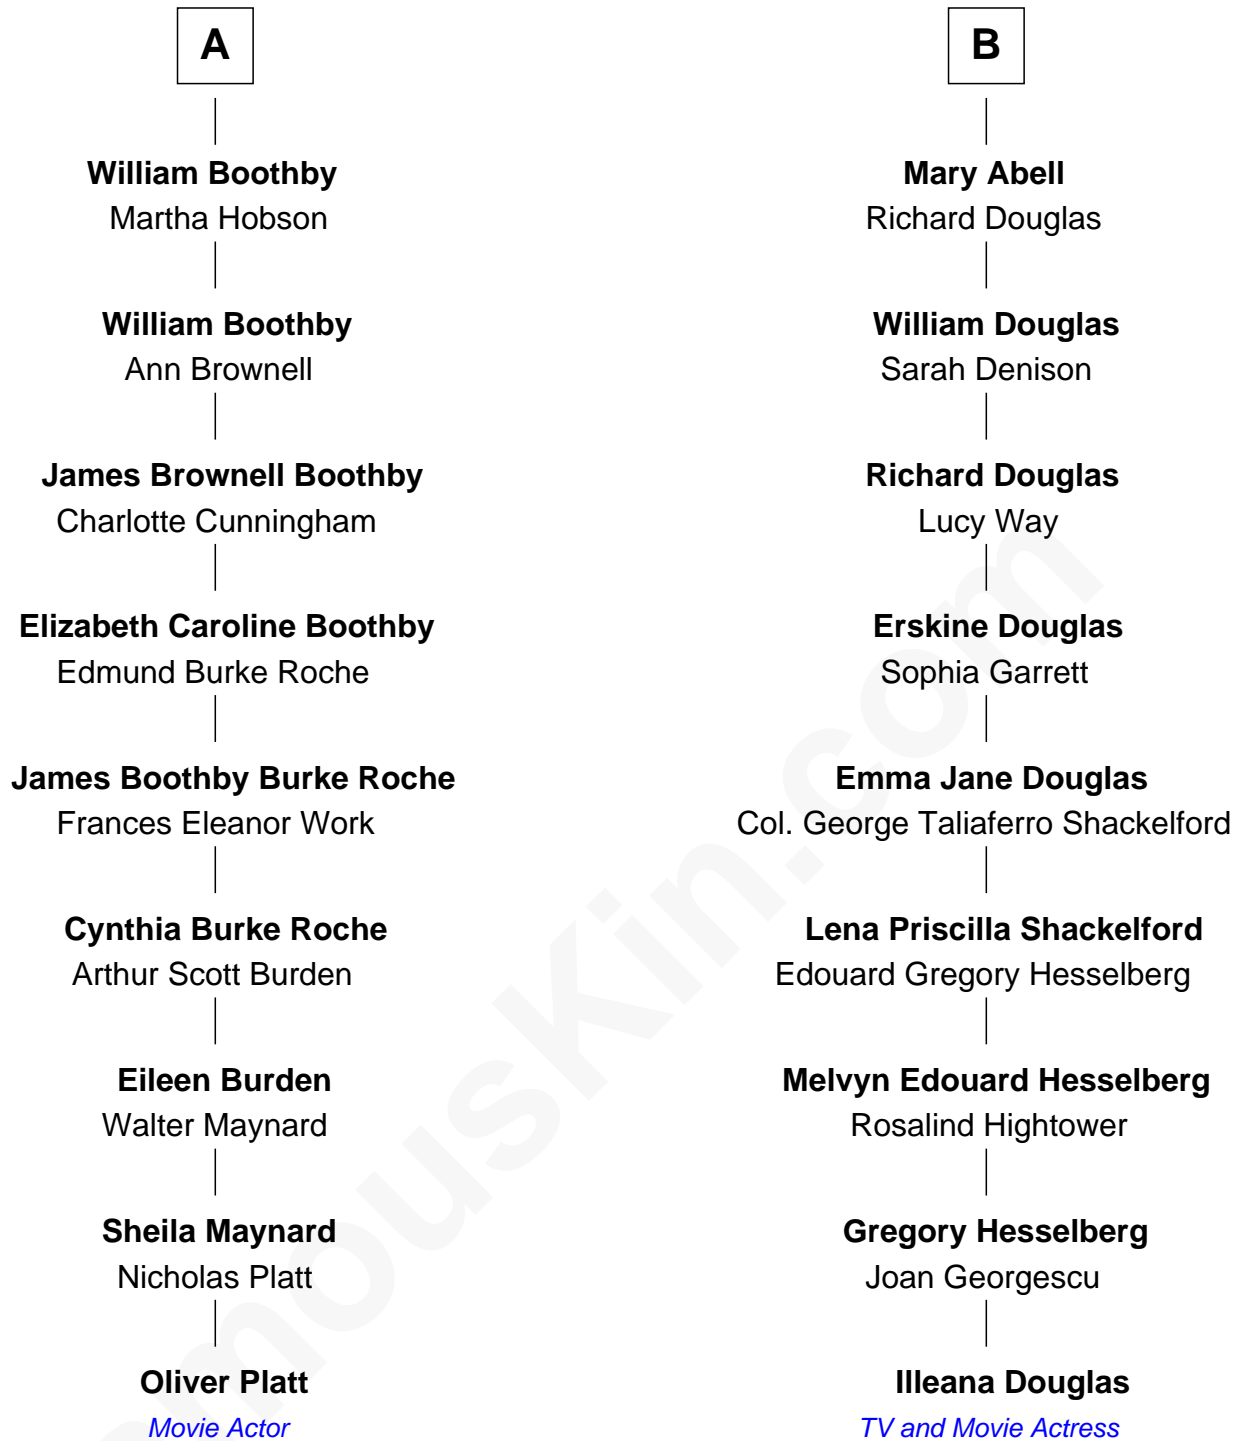 A
William Boothby
Martha Hobson
William Boothby
Ann Brownell
James Brownell Boothby
Charlotte Cunningham
Elizabeth Caroline Boothby
Edmund Burke Roche
James Boothby Burke Roche
Frances Eleanor Work
Cynthia Burke Roche
Arthur Scott Burden
Eileen Burden
Walter Maynard
Sheila Maynard
Nicholas Platt
Oliver Platt
Movie Actor
B
Mary Abell
Richard Douglas
William Douglas
Sarah Denison
Richard Douglas
Lucy Way
Erskine Douglas
Sophia Garrett
Emma Jane Douglas
Col. George Taliaferro Shackelford
Lena Priscilla Shackelford
Edouard Gregory Hesselberg
Melvyn Edouard Hesselberg
Rosalind Hightower
Gregory Hesselberg
Joan Georgescu
Illeana Douglas
TV and Movie Actress
amousKin.com